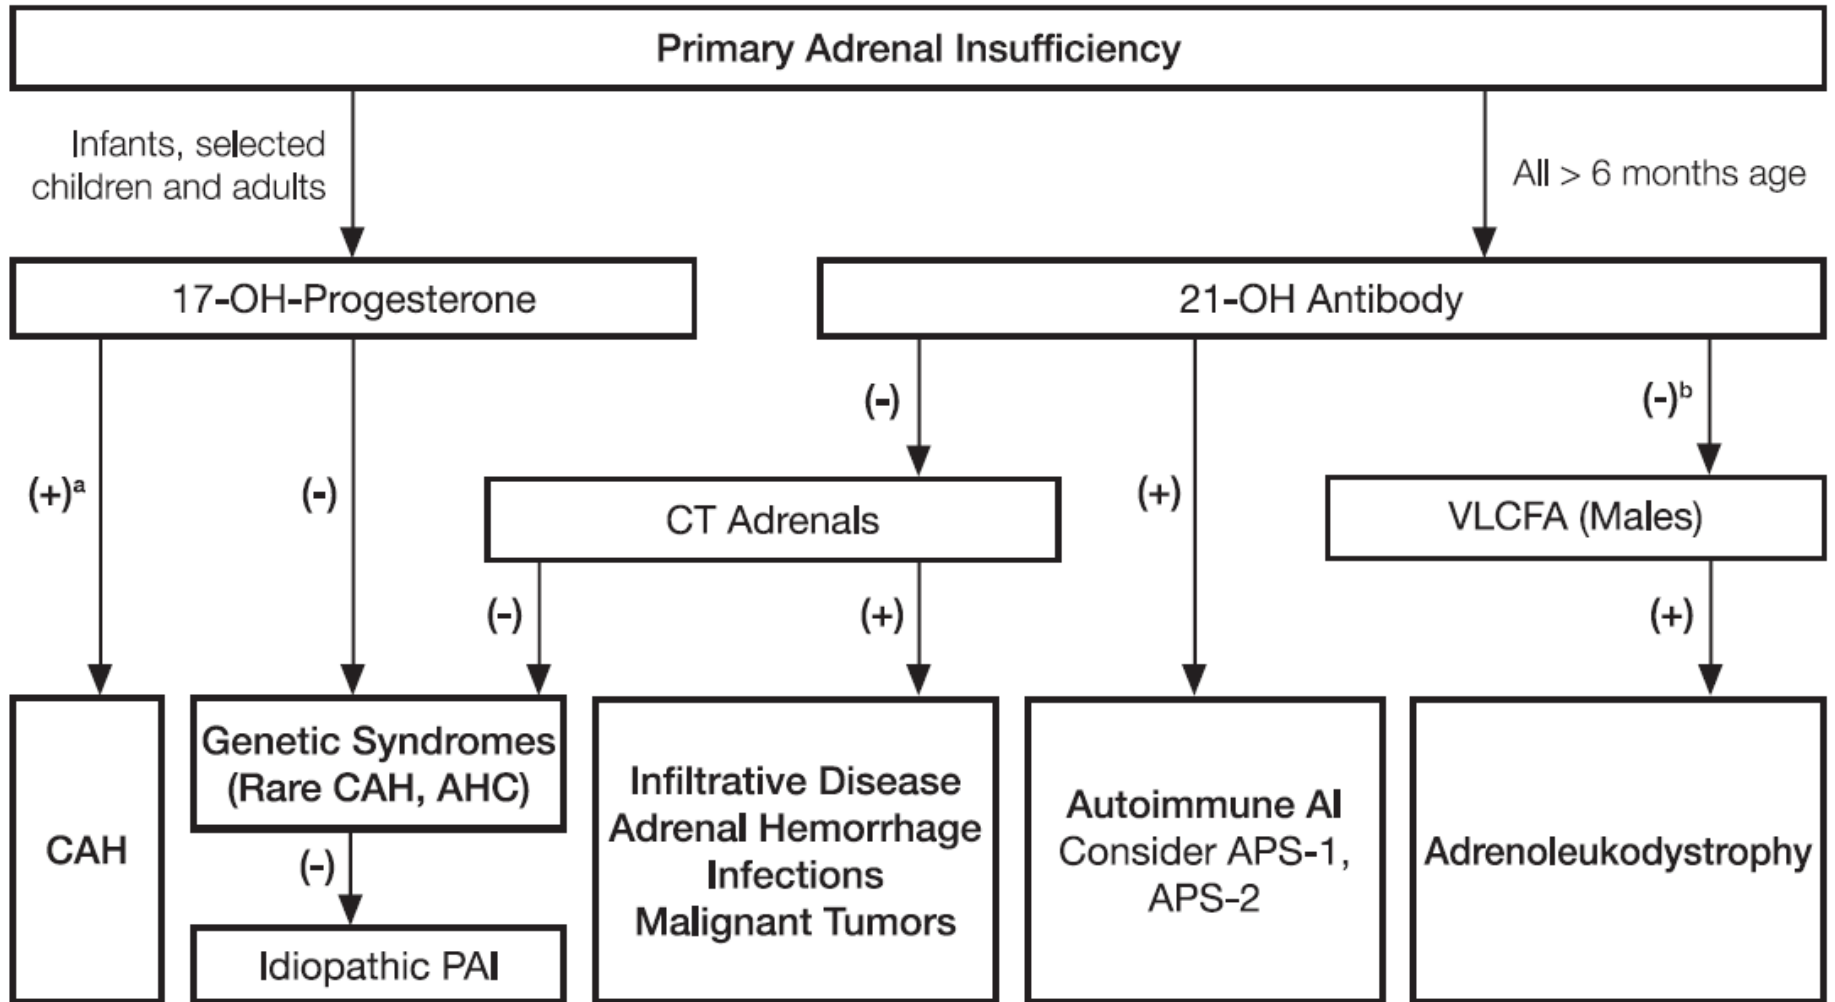 Primary Adrenal Insufficiency
Infants, selected
children and adults
All > 6 months age
17-OH-Progesterone
21-OH Antibody
(-)
(-)ᵇ
(+)ᵃ
(-)
CT Adrenals
(+)
VLCFA (Males)
(-)
(+)
(+)
CAH
Genetic Syndromes
(Rare CAH, AHC)
(-)
Idiopathic PAI
Infiltrative Disease
Adrenal Hemorrhage
Infections
Malignant Tumors
Autoimmune AI
Consider APS-1,
APS-2
Adrenoleukodystrophy